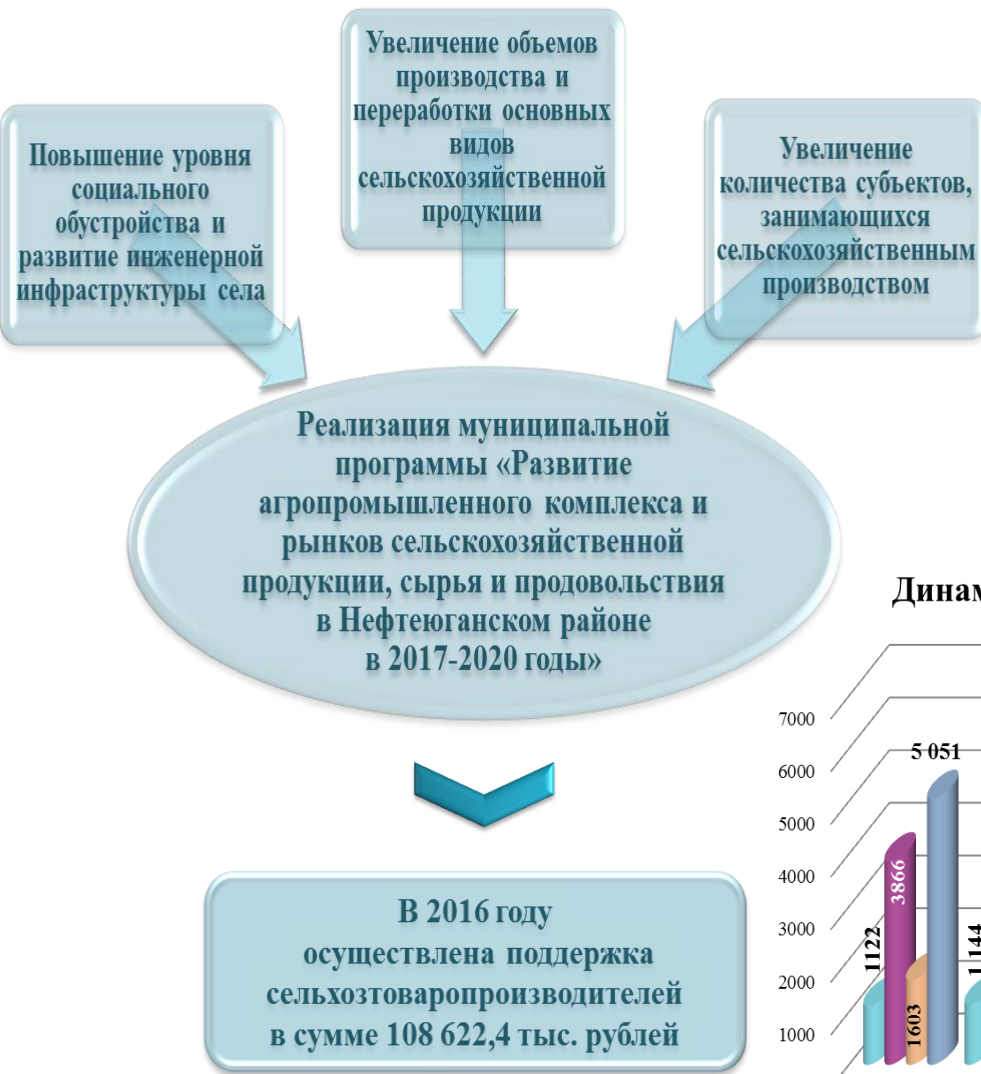 Увеличение объемов
производства и
переработки основных
видов
сельскохозяйственной
продукции
Повышение уровня
социального
обустройства и
развитие инженерной
инфраструктуры села
Увеличение
количества субъектов,
занимающихся
сельскохозяйственным
производством
Реализация муниципальной
программы «Развитие
агропромышленного комплекса и
рынков сельскохозяйственной
продукции, сырья и продовольствия
в Нефтеюганском районе
в 2017-2020 годы»
В 2016 году
осуществлена поддержка
сельхозтоваропроизводителей
в сумме 108 622,4 тыс. рублей
Динам
7000
6000
5000
4000
3000
2000
1000
1122
3866
1603
5 051
1144